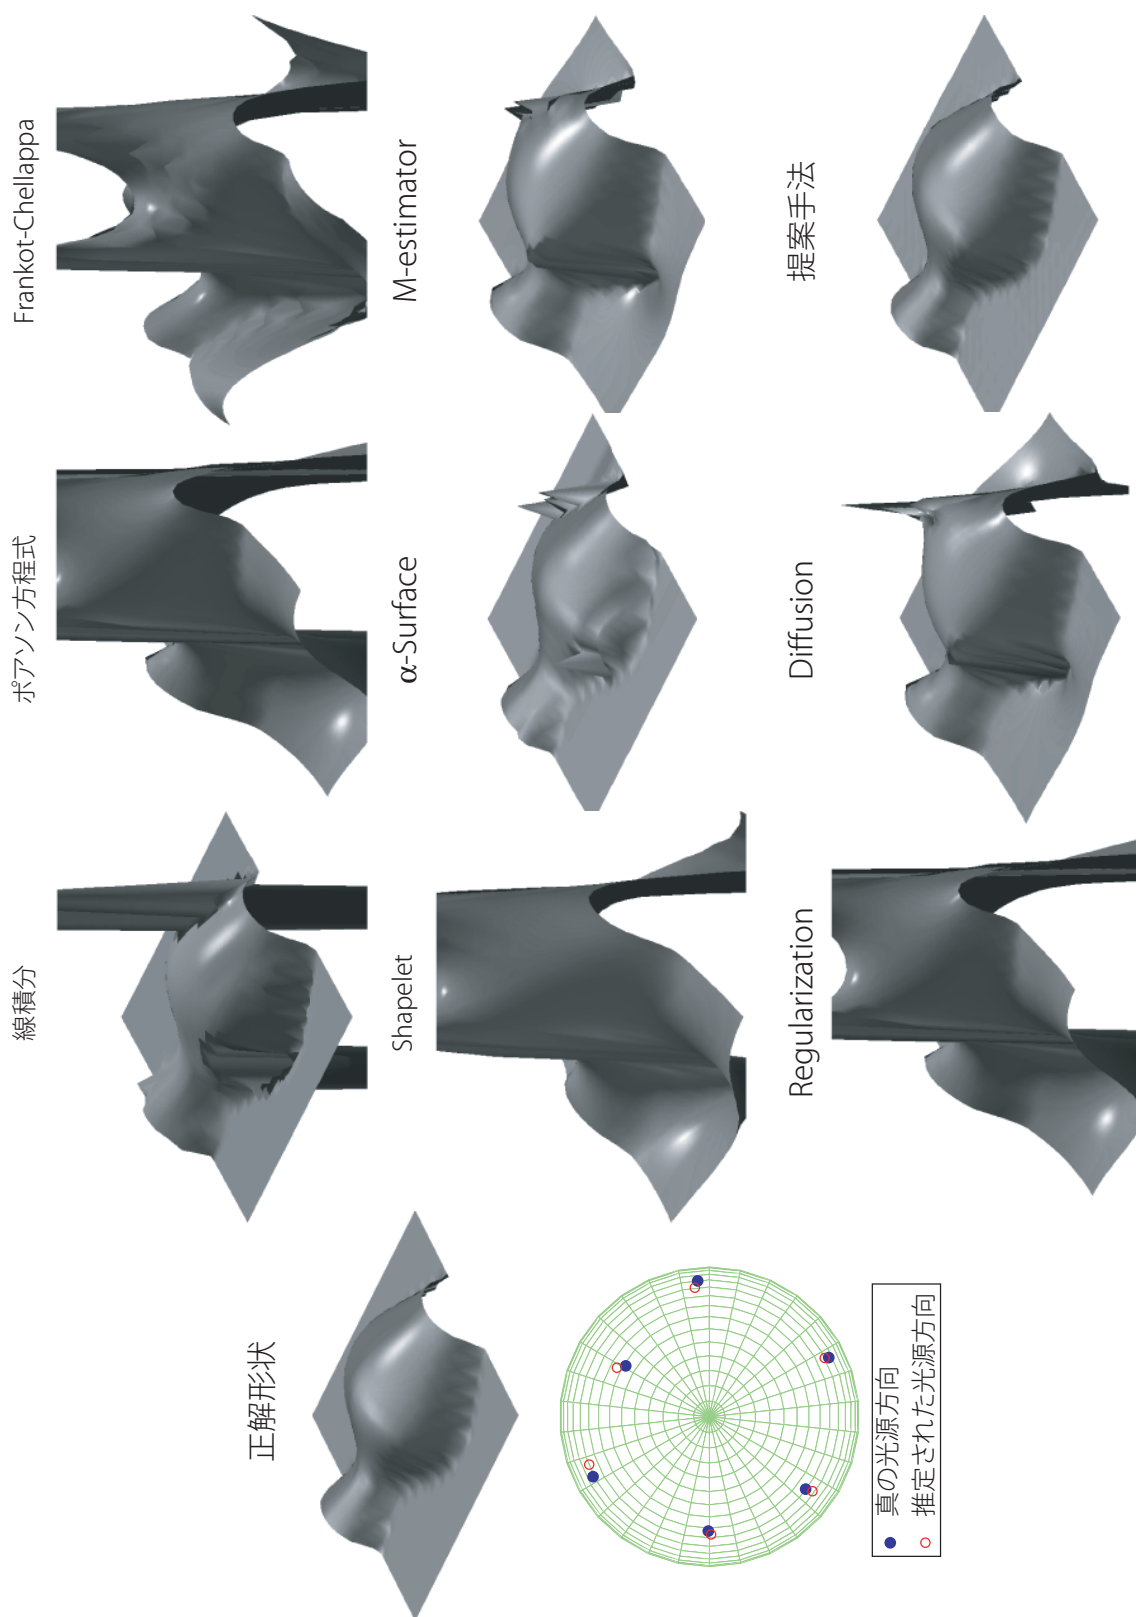 正解形状
線積分
ポアソン方程式
Frankot-Chellappa
Shapelet
α-Surface
M-estimator
Regularization
Diffusion
提案手法
真の光源方向
推定された光源方向